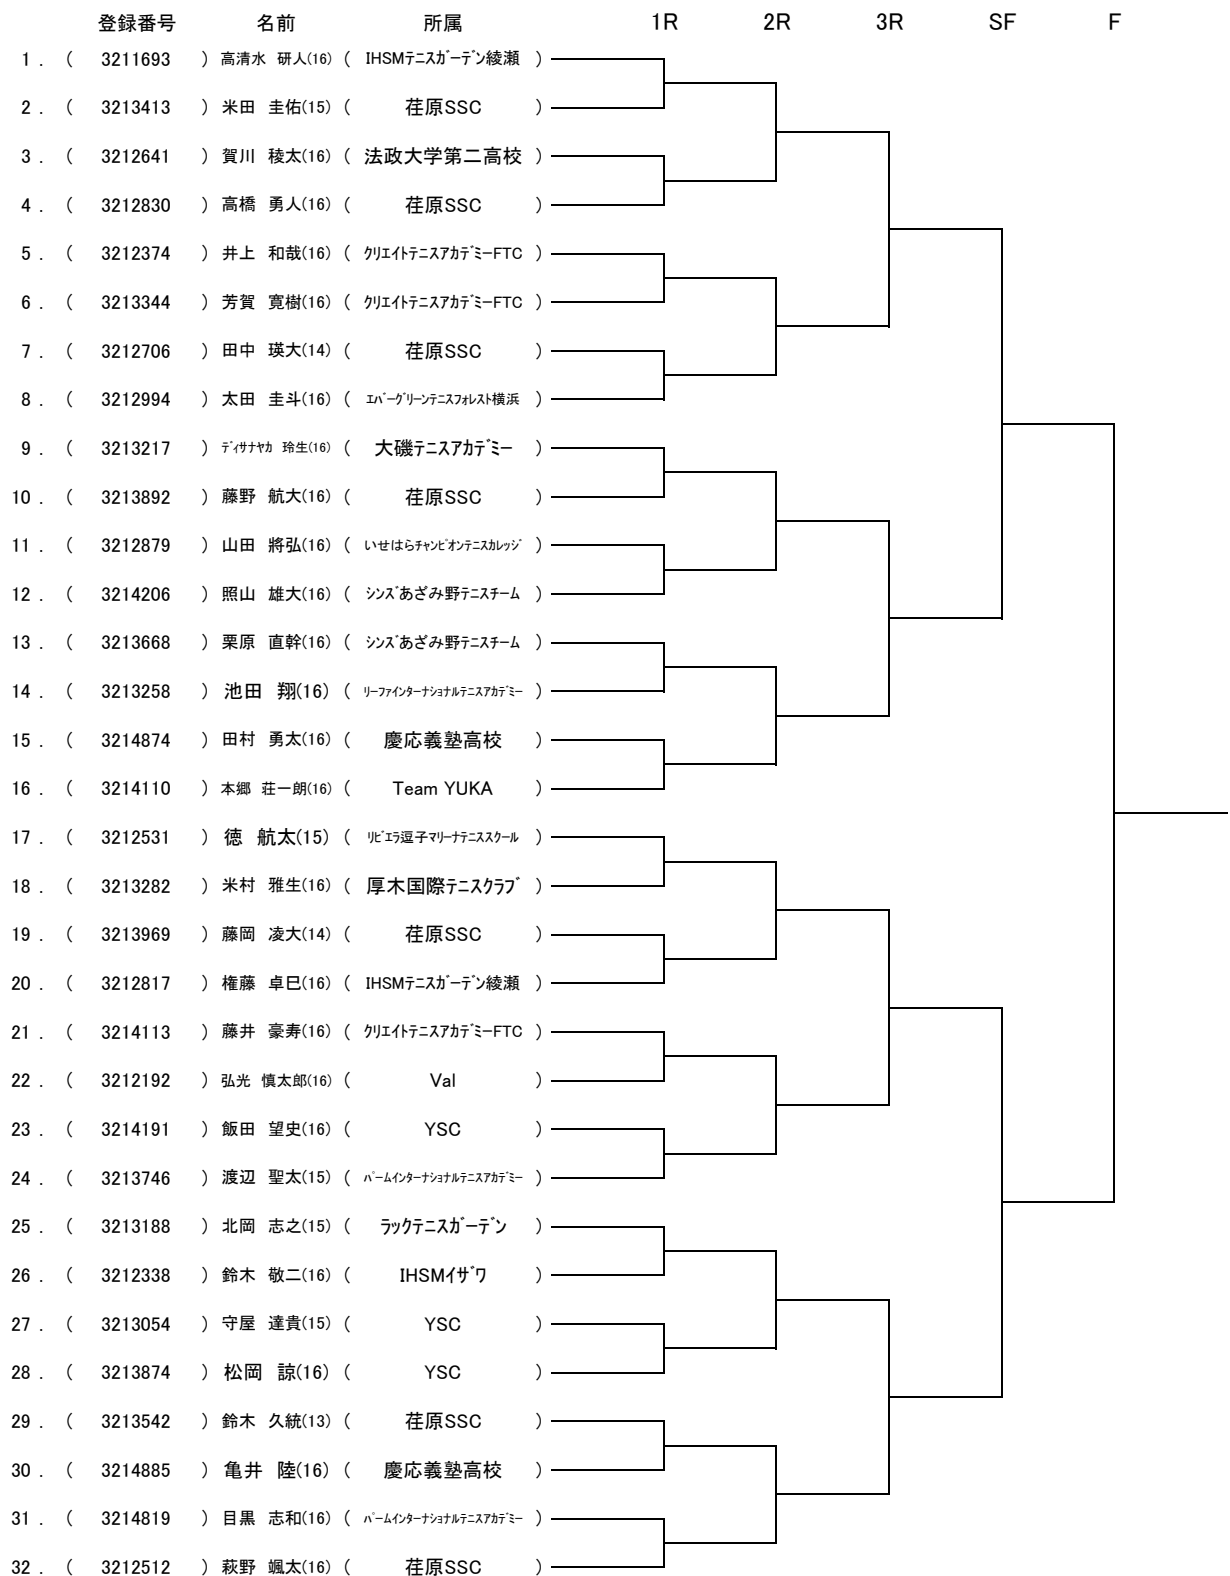 登録番号 名前 所属 1R 2R 3R SF F
1 . ( 3211693 ) 高清水 研人(16) ( IHSMテニスガーデン綾瀬 )
2 . ( 3213413 ) 米田 圭佑(15) ( 荏原SSC )
3 . ( 3212641 ) 賀川 稜太(16) ( 法政大学第二高校 )
4 . ( 3212830 ) 高橋 勇人(16) ( 荏原SSC )
5 . ( 3212374 ) 井上 和哉(16) ( クリエイトテニスアカデミーFTC )
6 . ( 3213344 ) 芳賀 寛樹(16) ( クリエイトテニスアカデミーFTC )
7 . ( 3212706 ) 田中 瑛大(14) ( 荏原SSC )
8 . ( 3212994 ) 太田 圭斗(16) ( エバーグリーンテニスフォレスト横浜 )
9 . ( 3213217 ) ディサナヤカ 玲生(16) ( 大磯テニスアカデミー )
10 . ( 3213892 ) 藤野 航大(16) ( 荏原SSC )
11 . ( 3212879 ) 山田 將弘(16) ( いせはらチャンピオンテニスカレッジ )
12 . ( 3214206 ) 照山 雄大(16) ( シンズあざみ野テニスチーム )
13 . ( 3213668 ) 栗原 直幹(16) ( シンズあざみ野テニスチーム )
14 . ( 3213258 ) 池田 翔(16) ( リーファインターナショナルテニスアカデミー )
15 . ( 3214874 ) 田村 勇太(16) ( 慶応義塾高校 )
16 . ( 3214110 ) 本郷 荘一朗(16) ( Team YUKA )
17 . ( 3212531 ) 徳 航太(15) ( リビエラ逗子マリーナテニススクール )
18 . ( 3213282 ) 米村 雅生(16) ( 厚木国際テニスクラブ )
19 . ( 3213969 ) 藤岡 凌大(14) ( 荏原SSC )
20 . ( 3212817 ) 権藤 卓巳(16) ( IHSMテニスガーデン綾瀬 )
21 . ( 3214113 ) 藤井 豪寿(16) ( クリエイトテニスアカデミーFTC )
22 . ( 3212192 ) 弘光 慎太郎(16) ( Val )
23 . ( 3214191 ) 飯田 望史(16) ( YSC )
24 . ( 3213746 ) 渡辺 聖太(15) ( パームインターナショナルテニスアカデミー )
25 . ( 3213188 ) 北岡 志之(15) ( ラックテニスガーデン )
26 . ( 3212338 ) 鈴木 敬二(16) ( IHSMイザワ )
27 . ( 3213054 ) 守屋 達貴(15) ( YSC )
28 . ( 3213874 ) 松岡 諒(16) ( YSC )
29 . ( 3213542 ) 鈴木 久統(13) ( 荏原SSC )
30 . ( 3214885 ) 亀井 陸(16) ( 慶応義塾高校 )
31 . ( 3214819 ) 目黒 志和(16) ( パームインターナショナルテニスアカデミー )
32 . ( 3212512 ) 萩野 颯太(16) ( 荏原SSC )